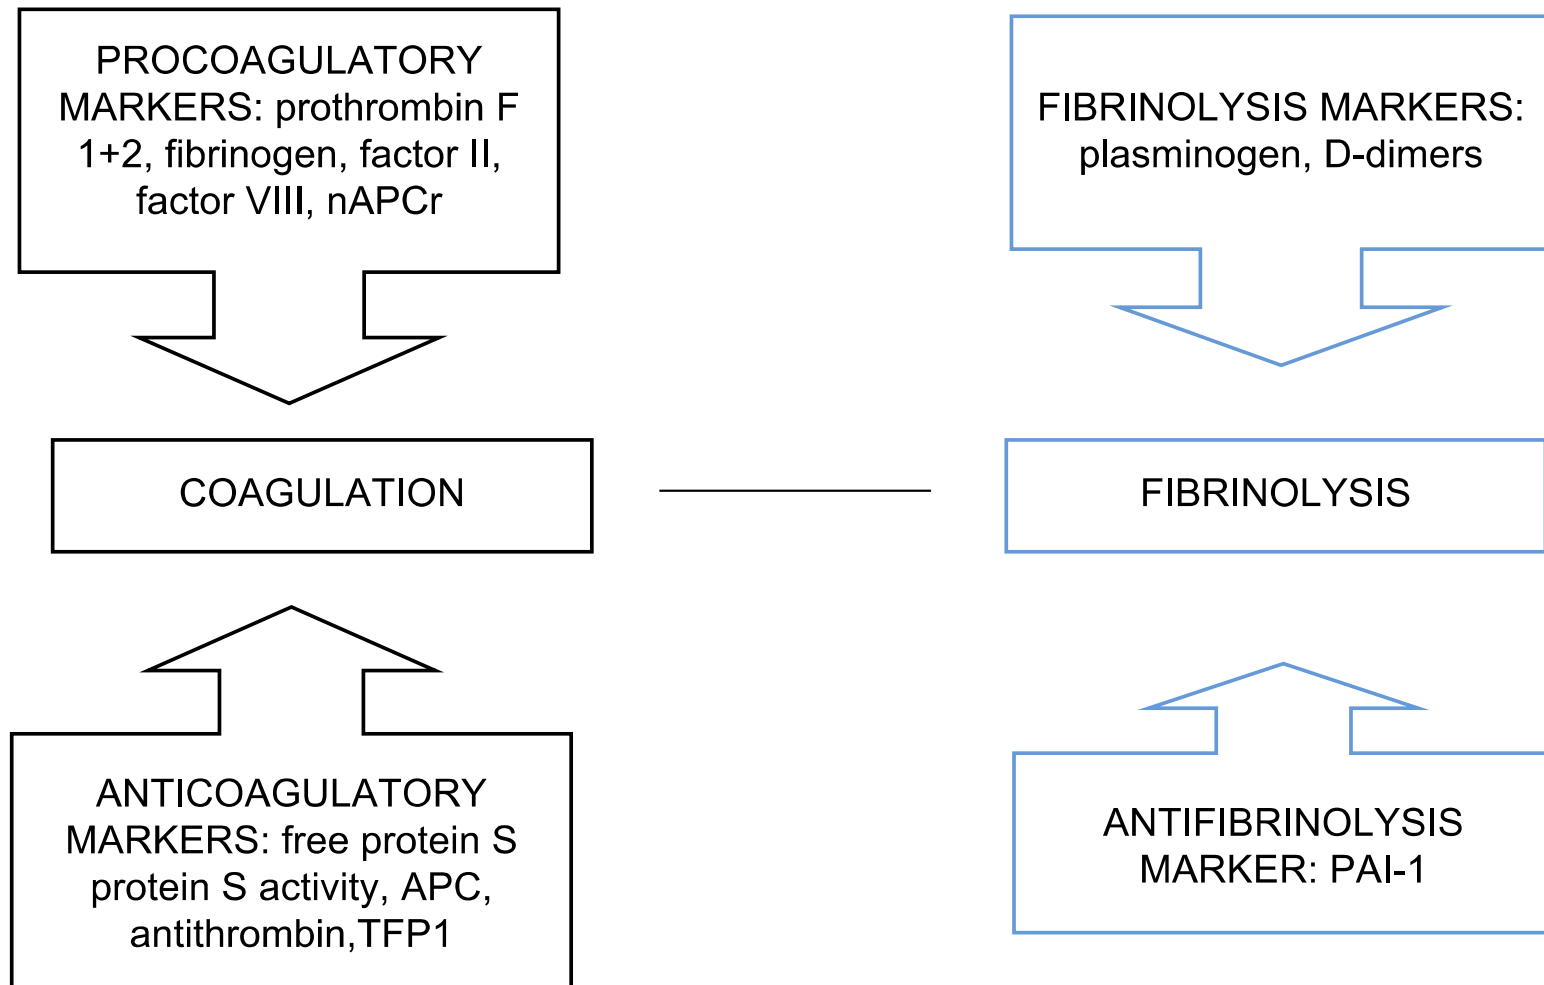 PROCOAGULATORY
MARKERS: prothrombin F
1+2, fibrinogen, factor II,
factor VIII, nAPCr
FIBRINOLYSIS MARKERS:
plasminogen, D-dimers
COAGULATION
FIBRINOLYSIS
ANTICOAGULATORY
MARKERS: free protein S
protein S activity, APC,
antithrombin,TFP1
ANTIFIBRINOLYSIS
MARKER: PAI-1